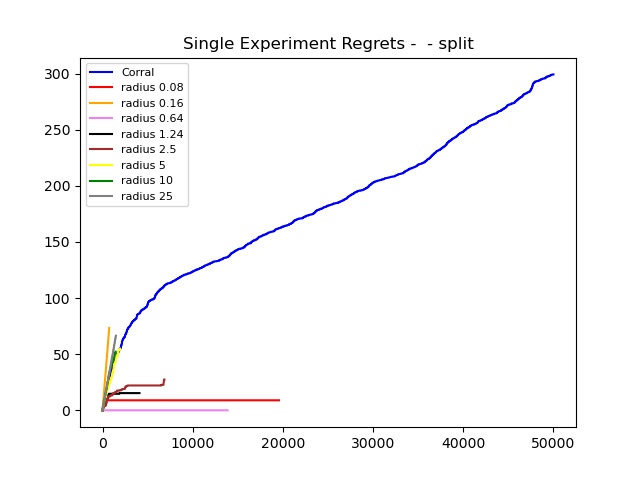 Single Experiment Regrets -  - split
Corral
radius 0.08
radius 0.16
radius 0.64
radius 1.24
radius 2.5
radius 5
radius 10
radius 25
300
250
200
150
100
50
0
0 10000 20000 30000 40000 50000